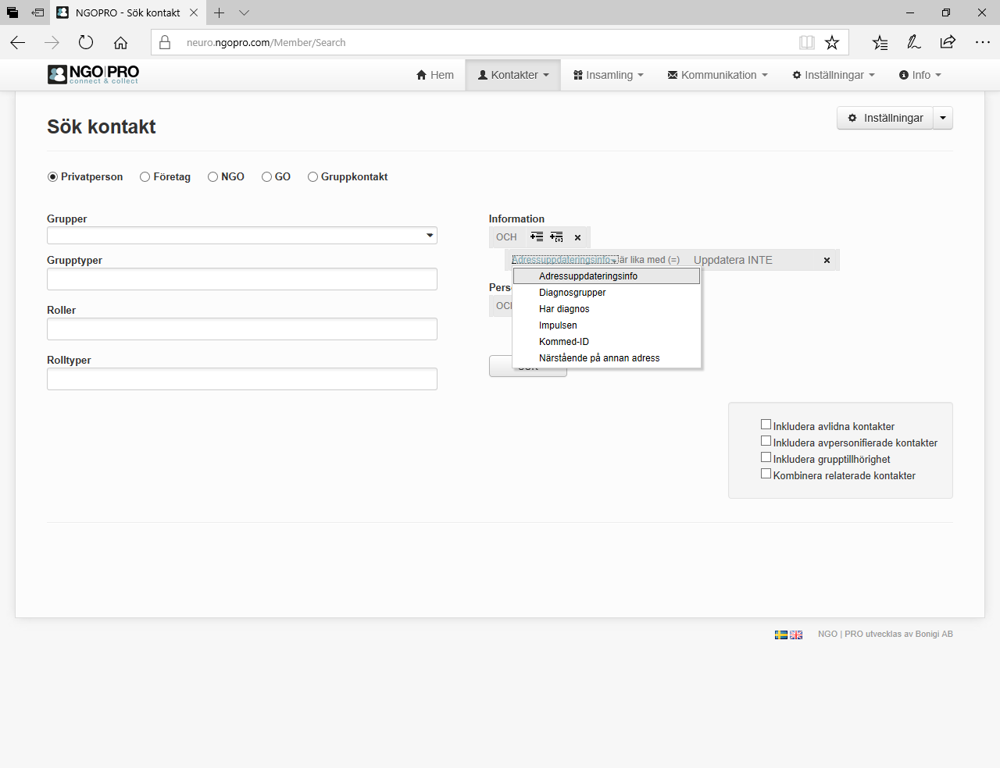 NGOPRO - Sök kontakt
neuro.ngopro.com/Member/Search
NGO|PRO
connect & collect
Hem
Kontakter
Insamling
Kommunikation
Inställningar
Info
Sök kontakt
Inställningar
Privatperson
Företag
NGO
GO
Gruppkontakt
Grupper
Grupptyper
Roller
Rolltyper
Information
OCH
Adressuppdateringsinfo är lika med (=) Uppdatera INTE
Adressuppdateringsinfo
Diagnosgrupper
Har diagnos
Impulsen
Kommed-ID
Närstående på annan adress
Inkludera avlidna kontakter
Inkludera avpersonifierade kontakter
Inkludera grupptillhörighet
Kombinera relaterade kontakter
NGO | PRO utvecklas av Bonigi AB